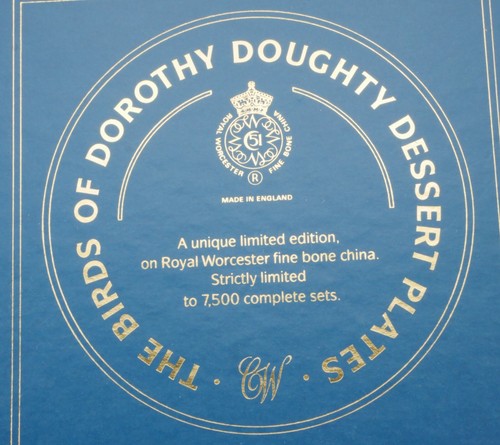 THE BIRDS OF DOROTHY DOUGHTY DESSERT PLATES
ROYAL WORCESTER FINE BONE CHINA
51
®
MADE IN ENGLAND
A unique limited edition,
on Royal Worcester fine bone china.
Strictly limited
to 7,500 complete sets.
CW